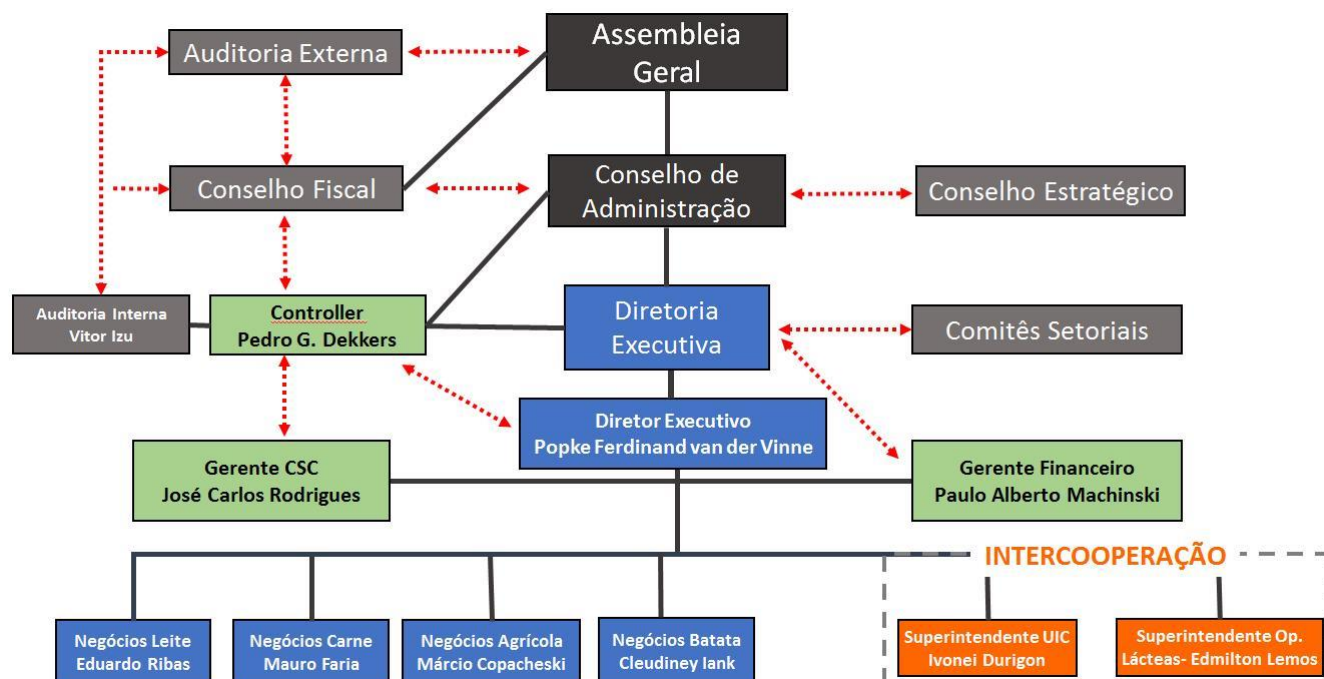 Auditoria Externa
Assembleia
Geral
Conselho Fiscal
Conselho de
Administração
Conselho Estratégico
Auditoria Interna
Vitor Izu
Controller
Pedro G. Dekkers
Diretoria
Executiva
Comitês Setoriais
Diretor Executivo
Popke Ferdinand van der Vinne
Gerente CSC
José Carlos Rodrigues
Gerente Financeiro
Paulo Alberto Machinski
INTERCOOPERAÇÃO
Negócios Leite
Eduardo Ribas
Negócios Carne
Mauro Faria
Negócios Agrícola
Márcio Copacheski
Negócios Batata
Cleudiney Iank
Superintendente UIC
Ivonei Durigon
Superintendente Op.
Lácteas- Edmilton Lemos